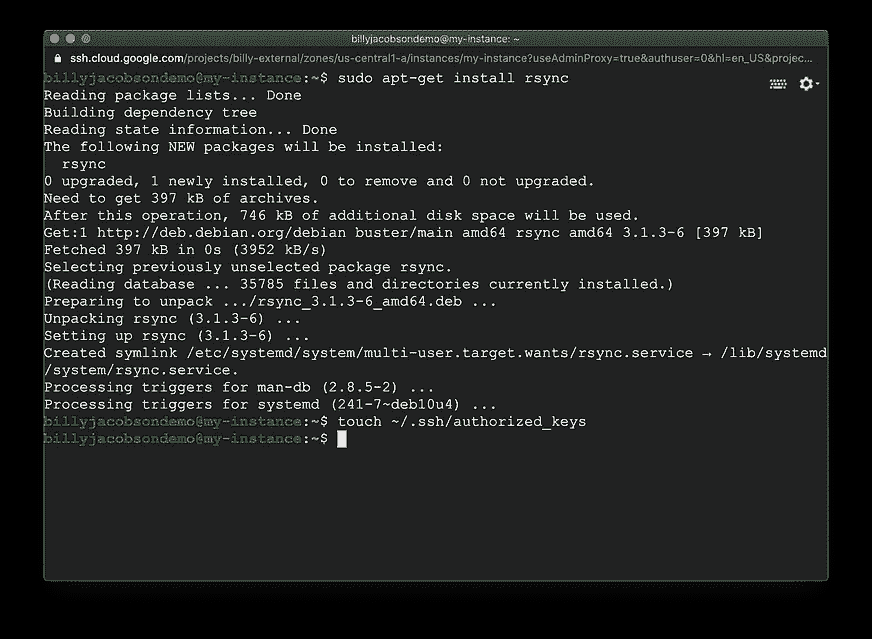 billyjacobsondemo@my-instance: ~
ssh.cloud.google.com/projects/billy-external/zones/us-central1-a/instances/my-instance?useAdminProxy=true&authuser=0&hl=en_US&projec...
billyjacobsondemo@my-instance:~$ sudo apt-get install rsync
Reading package lists... Done
Building dependency tree
Reading state information... Done
The following NEW packages will be installed:
  rsync
0 upgraded, 1 newly installed, 0 to remove and 0 not upgraded.
Need to get 397 kB of archives.
After this operation, 746 kB of additional disk space will be used.
Get:1 http://deb.debian.org/debian buster/main amd64 rsync amd64 3.1.3-6 [397 kB]
Fetched 397 kB in 0s (3952 kB/s)
Selecting previously unselected package rsync.
(Reading database ... 35785 files and directories currently installed.)
Preparing to unpack .../rsync_3.1.3-6_amd64.deb ...
Unpacking rsync (3.1.3-6) ...
Setting up rsync (3.1.3-6) ...
Created symlink /etc/systemd/system/multi-user.target.wants/rsync.service → /lib/systemd
/system/rsync.service.
Processing triggers for man-db (2.8.5-2) ...
Processing triggers for systemd (241-7~deb10u4) ...
billyjacobsondemo@my-instance:~$ touch ~/.ssh/authorized_keys
billyjacobsondemo@my-instance:~$